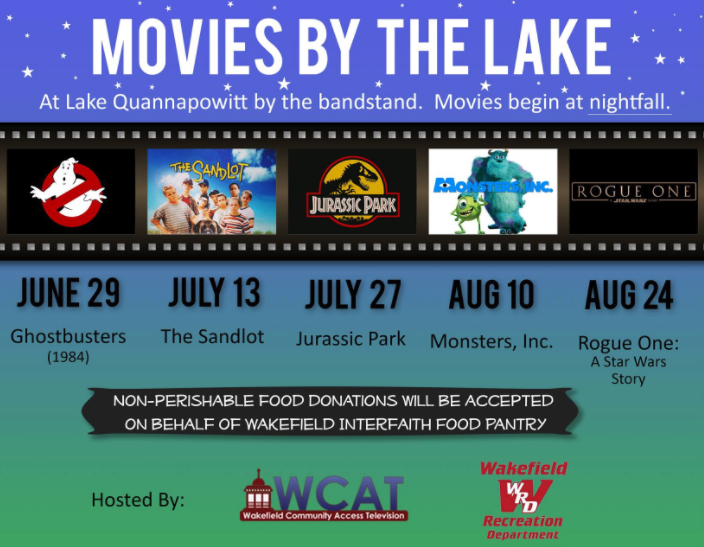 MOVIES BY THE LAKE
At Lake Quannapowitt by the bandstand. Movies begin at nightfall.
THE SANDLOT
JURASSIC PARK
MONSTERS, INC.
ROGUE ONE
A STAR WARS STORY
JUNE 29
JULY 13
JULY 27
AUG 10
AUG 24
Ghostbusters
(1984)
The Sandlot
Jurassic Park
Monsters, Inc.
Rogue One:
A Star Wars
Story
NON-PERISHABLE FOOD DONATIONS WILL BE ACCEPTED
ON BEHALF OF WAKEFIELD INTERFAITH FOOD PANTRY
Hosted By:
WCAT
Wakefield Community Access Television
Wakefield
WRD
Recreation
Department